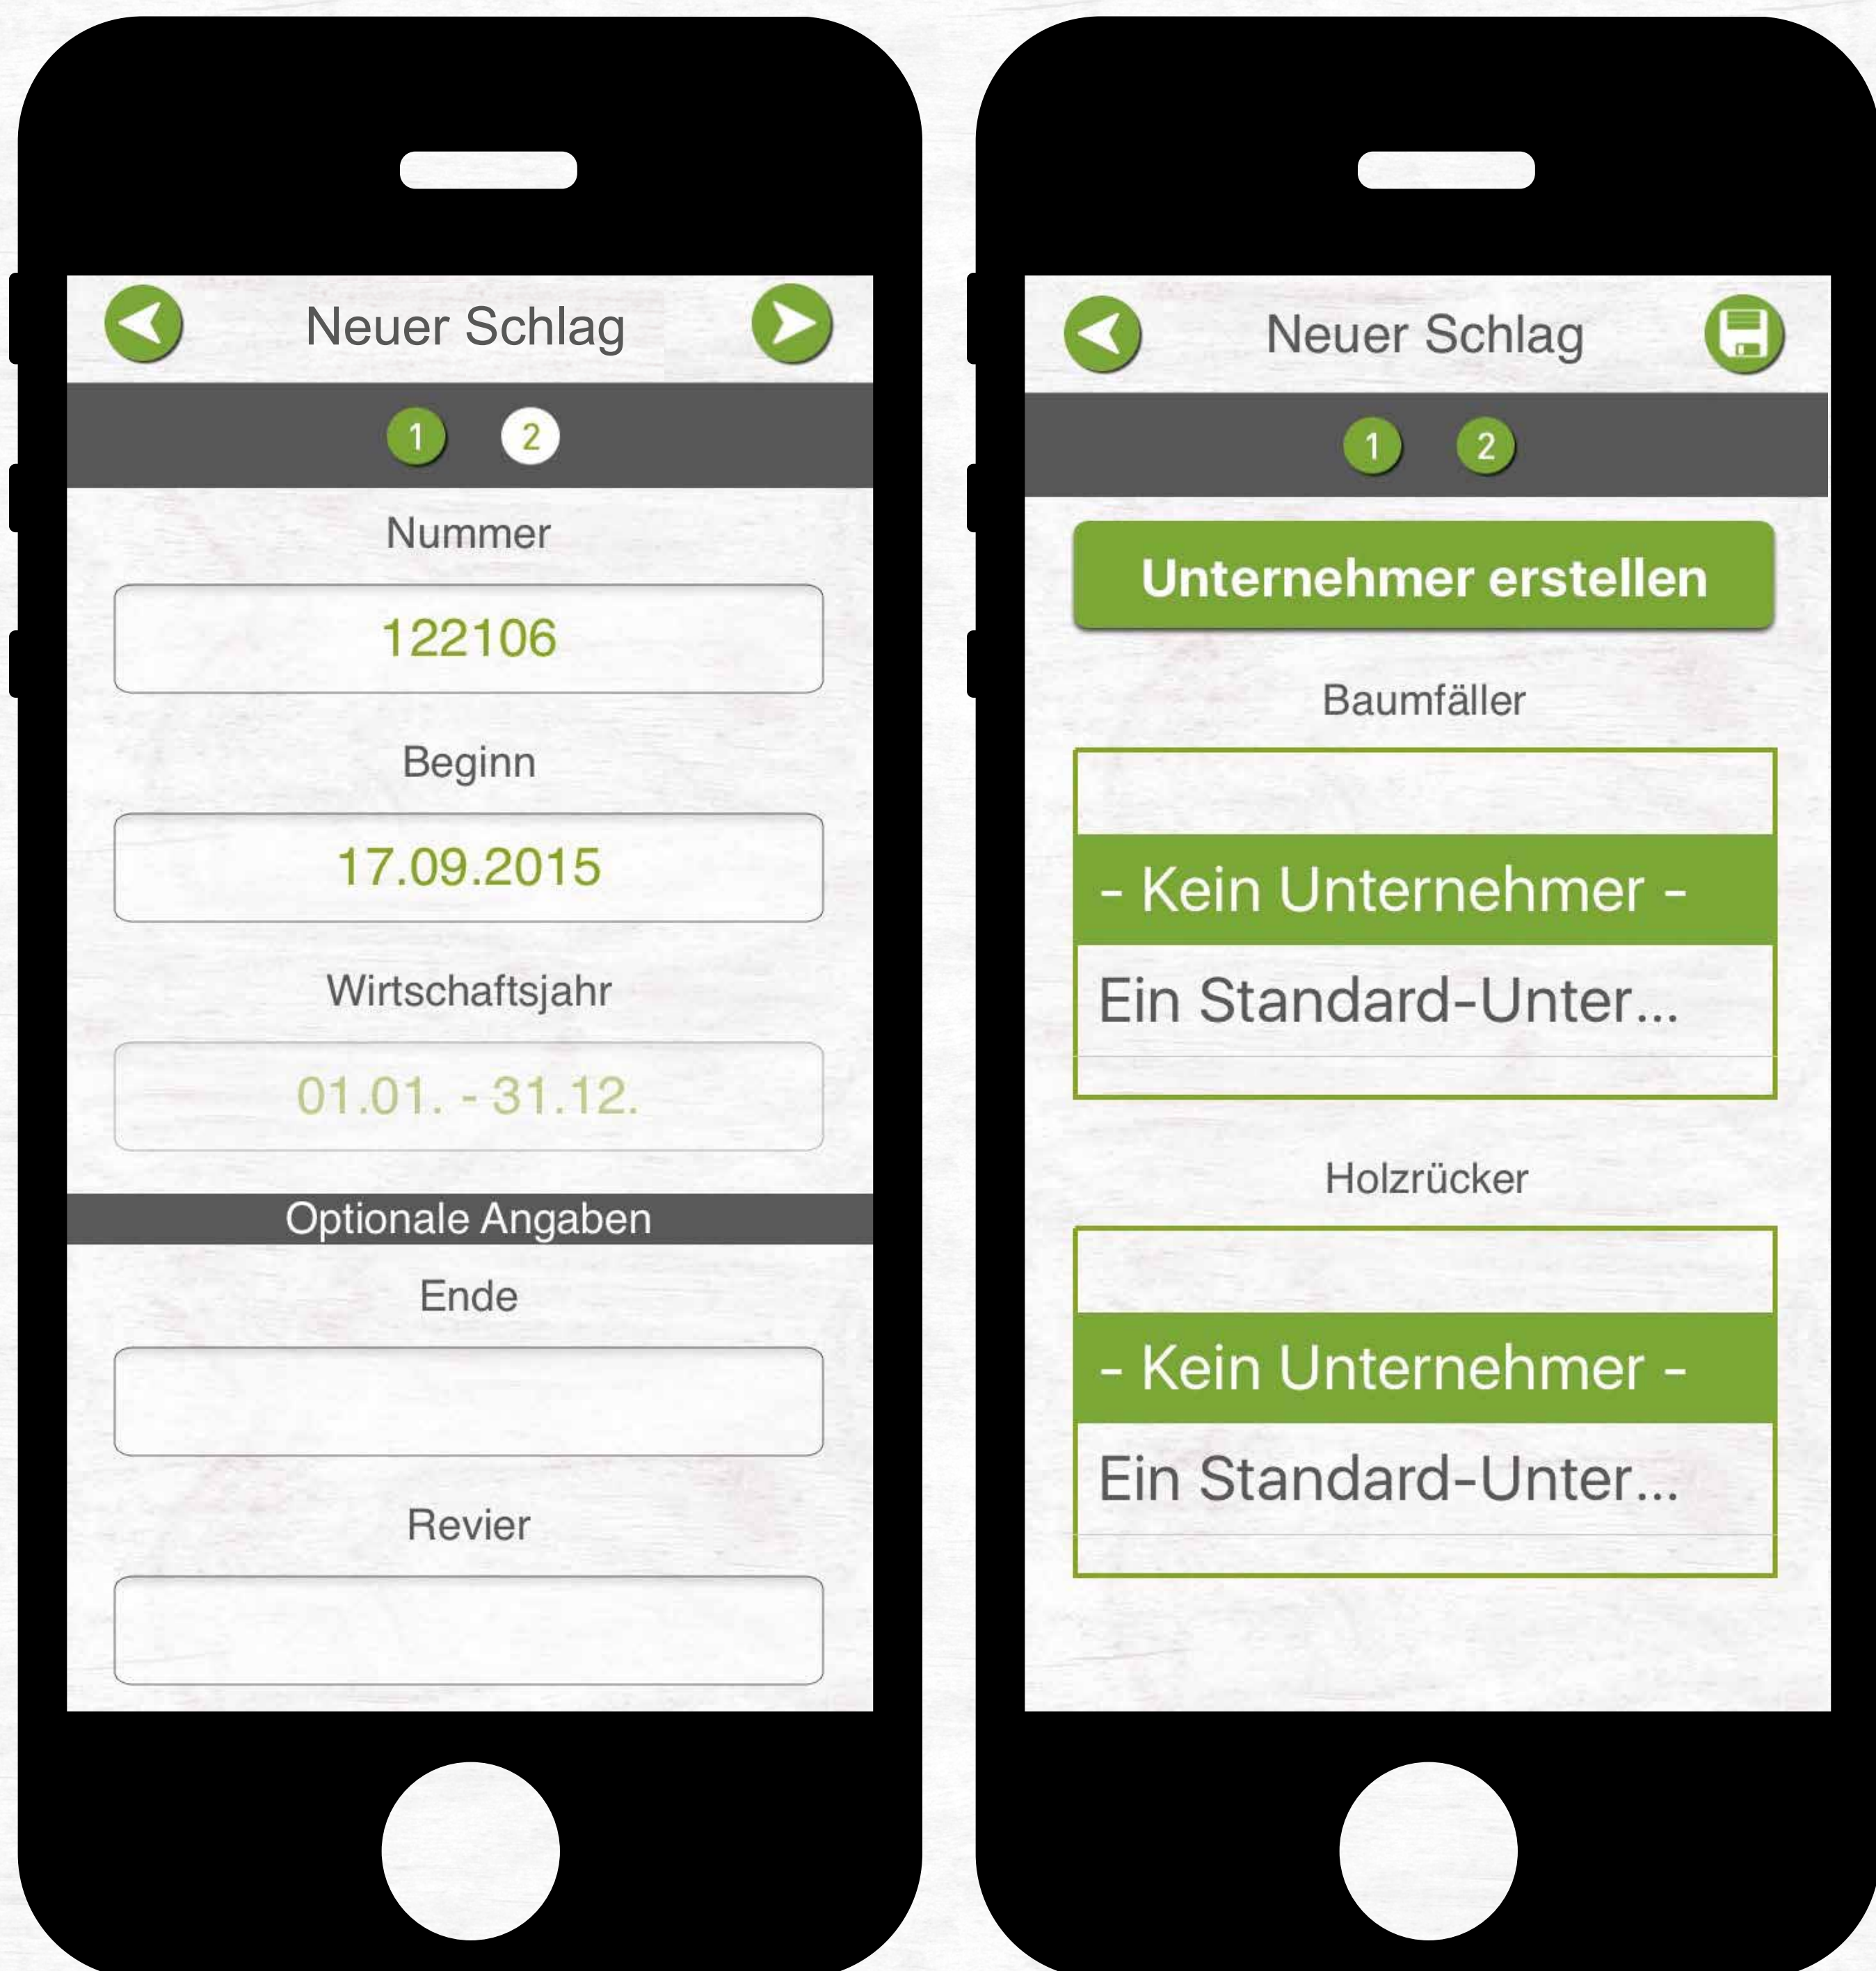 Neuer Schlag
1 2
Nummer
122106
Beginn
17.09.2015
Wirtschaftsjahr
01.01. - 31.12.
Optionale Angaben
Ende
Revier
Neuer Schlag
1 2
Unternehmer erstellen
Baumfäller
- Kein Unternehmer -
Ein Standard-Unter...
Holzrücker
- Kein Unternehmer -
Ein Standard-Unter...